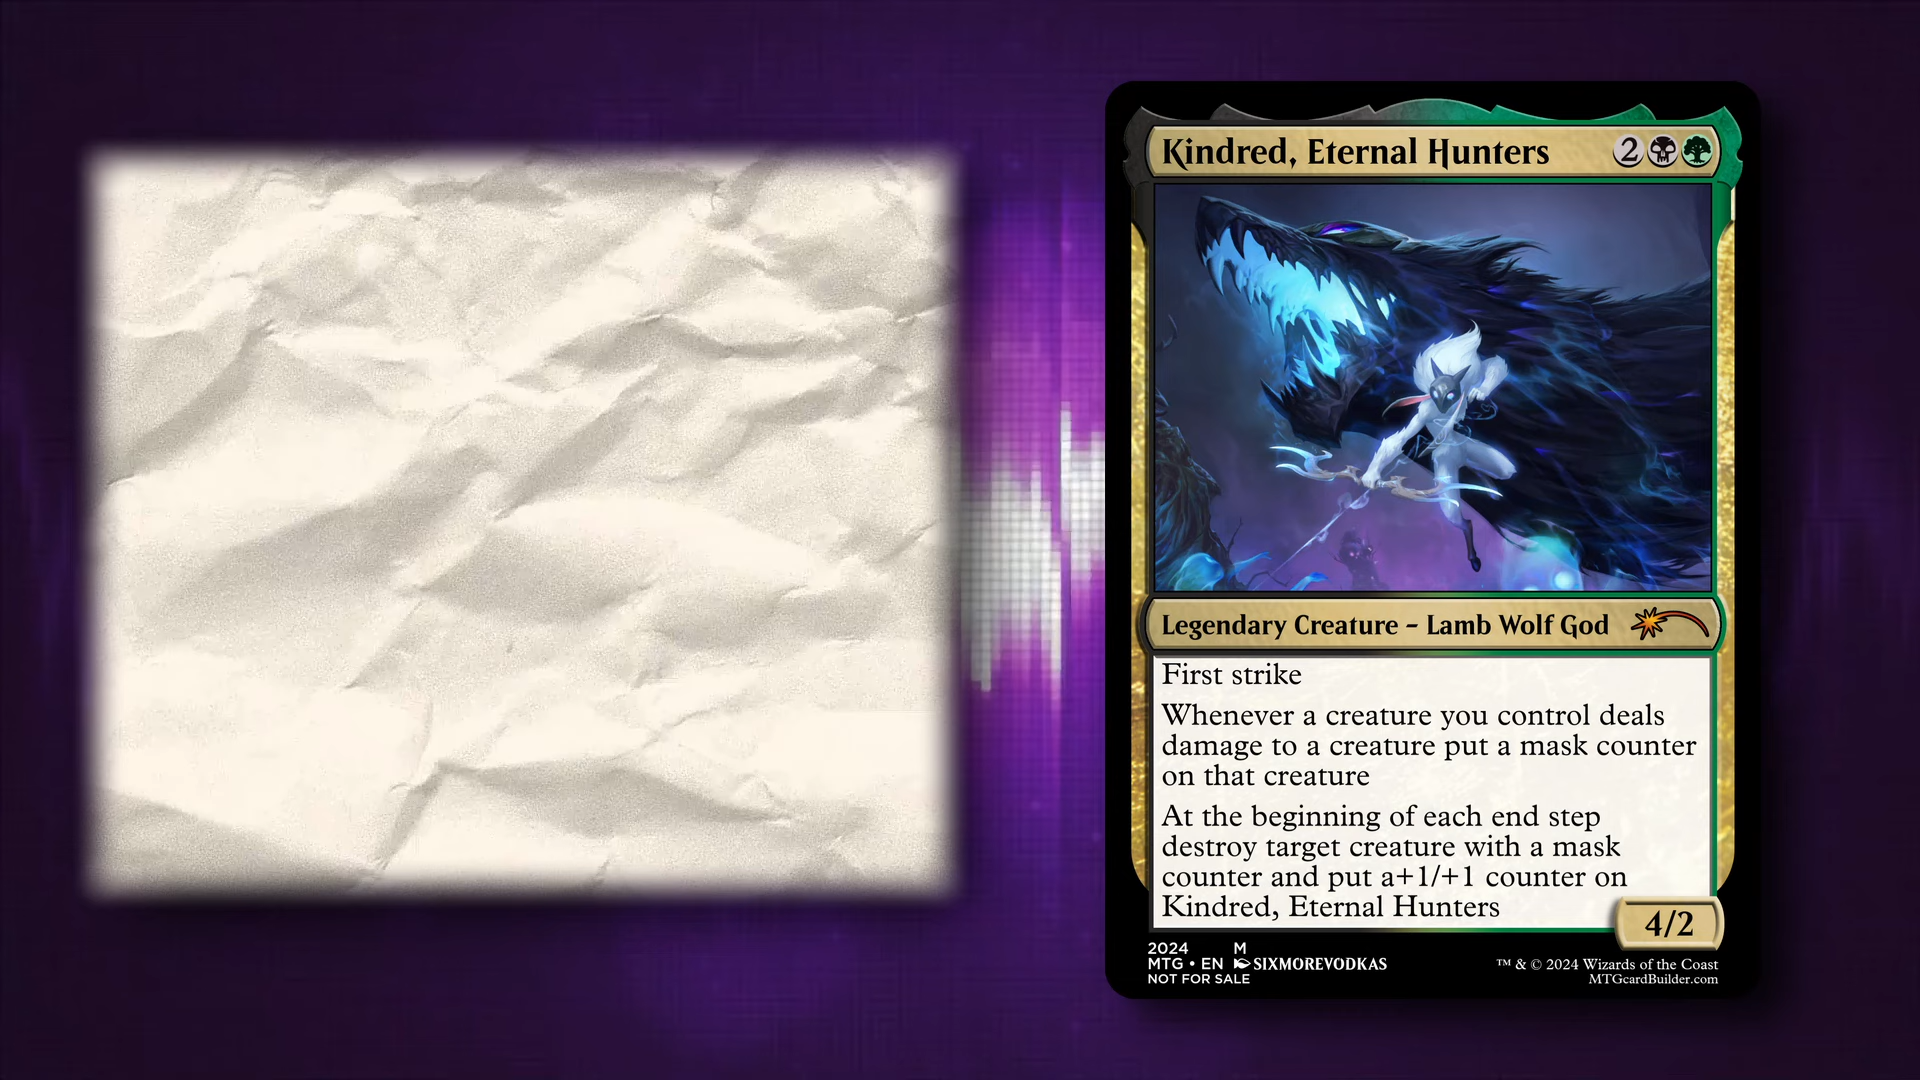 Kindred, Eternal Hunters 2
Legendary Creature – Lamb Wolf God
First strike
Whenever a creature you control deals
damage to a creature put a mask counter
on that creature
At the beginning of each end step
destroy target creature with a mask
counter and put a+1/+1 counter on
Kindred, Eternal Hunters
4/2
2024 M
MTG • EN SIXMOREVODKAS
NOT FOR SALE
™ & © 2024 Wizards of the Coast
MTGcardBuilder.com